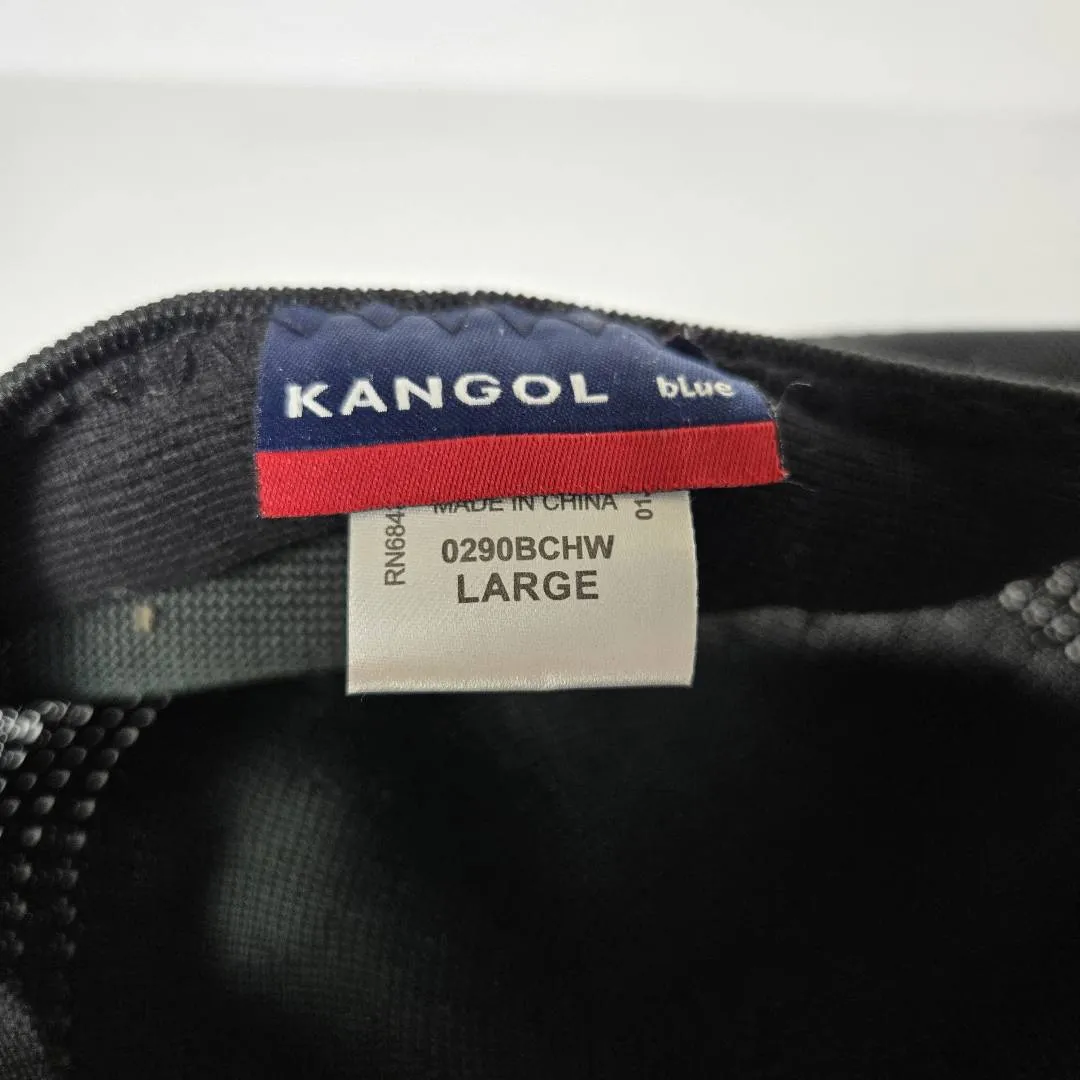 KANGOL bLue
MADE IN CHINA
0290BCHW
LARGE